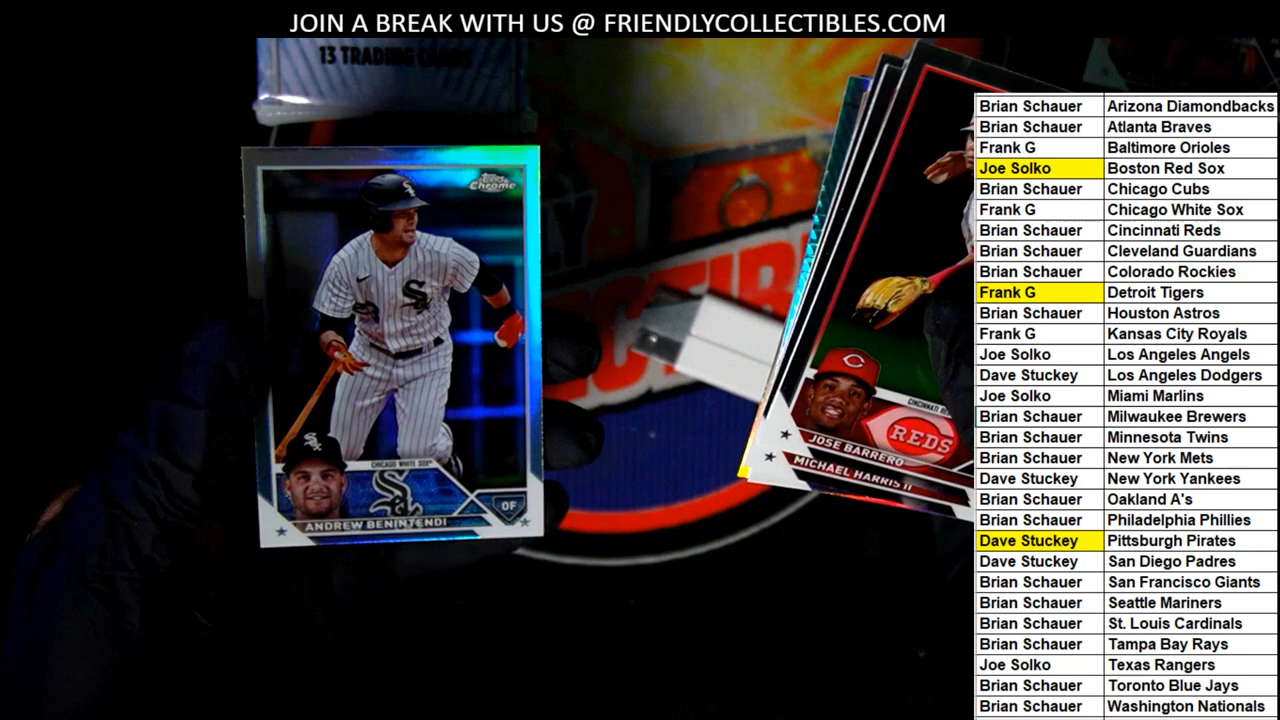 JOIN A BREAK WITH US @ FRIENDLYCOLLECTIBLES.COM
13 TRADING CARDS
Topps
Chrome
CHICAGO WHITE SOX
ANDREW BENINTENDI
OF
CINCINNATI RE
REDS
JOSE BARRERO
MICHAEL HARRIS II
Brian Schauer Arizona Diamondbacks
Brian Schauer Atlanta Braves
Frank G Baltimore Orioles
Joe Solko Boston Red Sox
Brian Schauer Chicago Cubs
Frank G Chicago White Sox
Brian Schauer Cincinnati Reds
Brian Schauer Cleveland Guardians
Brian Schauer Colorado Rockies
Frank G Detroit Tigers
Brian Schauer Houston Astros
Frank G Kansas City Royals
Joe Solko Los Angeles Angels
Dave Stuckey Los Angeles Dodgers
Joe Solko Miami Marlins
Brian Schauer Milwaukee Brewers
Brian Schauer Minnesota Twins
Brian Schauer New York Mets
Dave Stuckey New York Yankees
Brian Schauer Oakland A's
Brian Schauer Philadelphia Phillies
Dave Stuckey Pittsburgh Pirates
Dave Stuckey San Diego Padres
Brian Schauer San Francisco Giants
Brian Schauer Seattle Mariners
Brian Schauer St. Louis Cardinals
Brian Schauer Tampa Bay Rays
Joe Solko Texas Rangers
Brian Schauer Toronto Blue Jays
Brian Schauer Washington Nationals